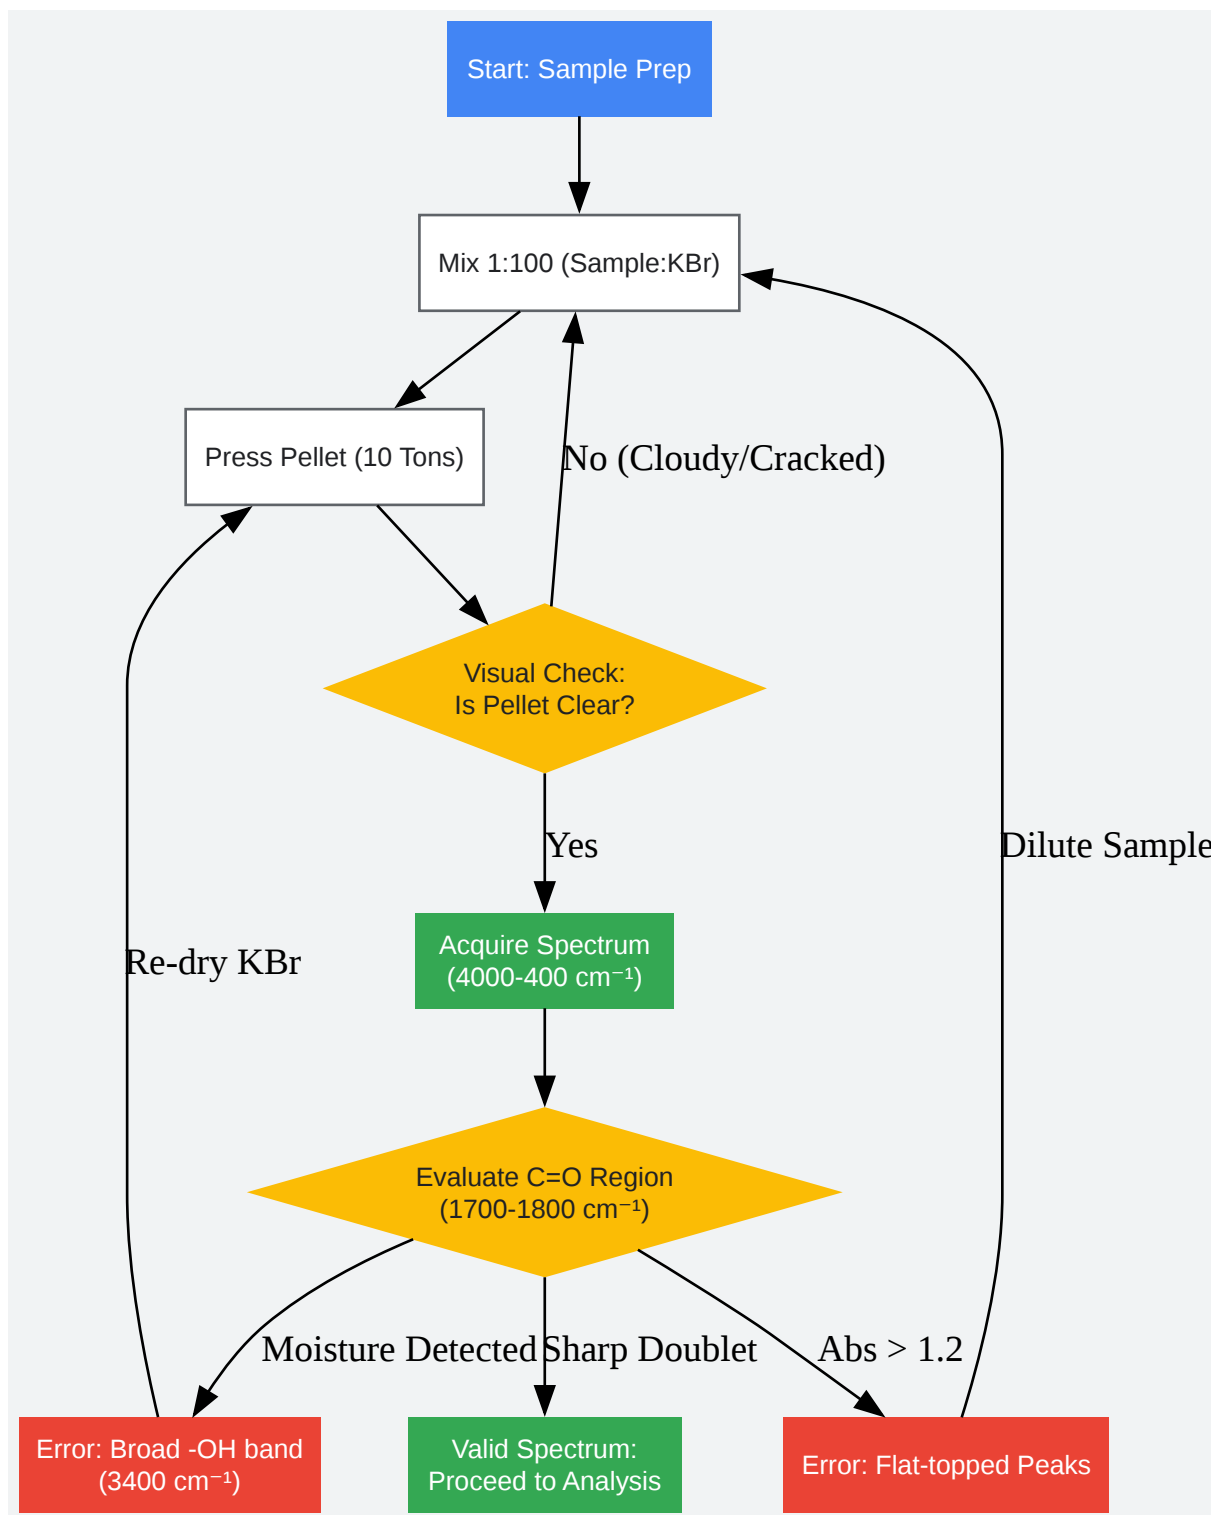 Start: Sample Prep
Mix 1:100 (Sample:KBr)
Press Pellet (10 Tons)
No (Cloudy/Cracked)
Visual Check:
Is Pellet Clear?
Yes
Dilute Sample
Acquire Spectrum
(4000-400 cm⁻¹)
Re-dry KBr
Evaluate C=O Region
(1700-1800 cm⁻¹)
Moisture Detected
Sharp Doublet
Abs > 1.2
Error: Broad -OH band
(3400 cm⁻¹)
Valid Spectrum:
Proceed to Analysis
Error: Flat-topped Peaks